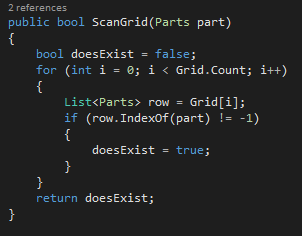 2 references
public bool ScanGrid(Parts part)
{
    bool doesExist = false;
    for (int i = 0; i < Grid.Count; i++)
    {
        List<Parts> row = Grid[i];
        if (row.IndexOf(part) != -1)
        {
            doesExist = true;
        }
    }
    return doesExist;
}